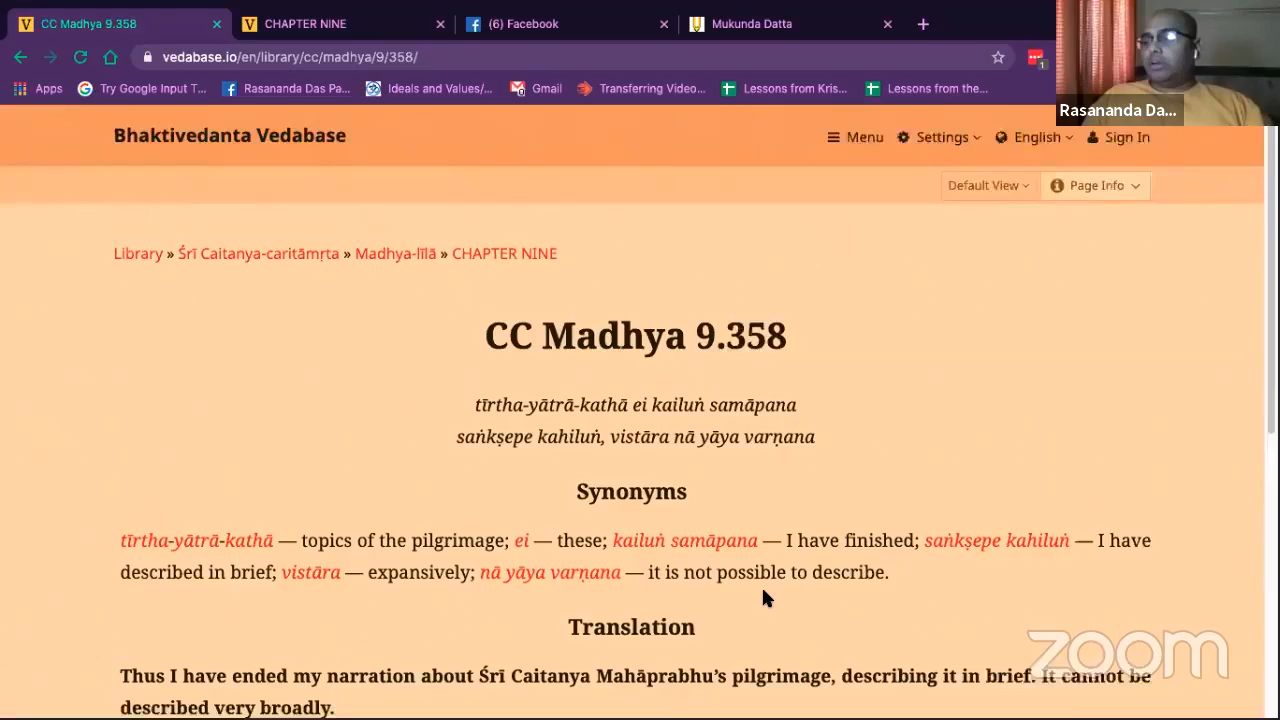 CC Madhya 9.358
CHAPTER NINE
(6) Facebook
Mukunda Datta
vedabase.io/en/library/cc/madhya/9/358/
1
Apps
Try Google Input T...
Rasananda Das Pa...
Ideals and Values/...
Gmail
Transferring Video...
Lessons from Kris...
Lessons from the...
Rasananda Da...
Bhaktivedanta Vedabase
Menu
Settings
English
Sign In
Default View
Page Info
Library » Śrī Caitanya-caritāmṛta » Madhya-līlā » CHAPTER NINE
CC Madhya 9.358
tīrtha-yātrā-kathā ei kailuṅ samāpana
saṅkṣepe kahiluṅ, vistāra nā yāya varṇana
Synonyms
tīrtha-yātrā-kathā — topics of the pilgrimage; ei — these; kailuṅ samāpana — I have finished; saṅkṣepe kahiluṅ — I have
described in brief; vistāra — expansively; nā yāya varṇana — it is not possible to describe.
Translation
Thus I have ended my narration about Śrī Caitanya Mahāprabhu’s pilgrimage, describing it in brief. It cannot be
described very broadly.
zoom